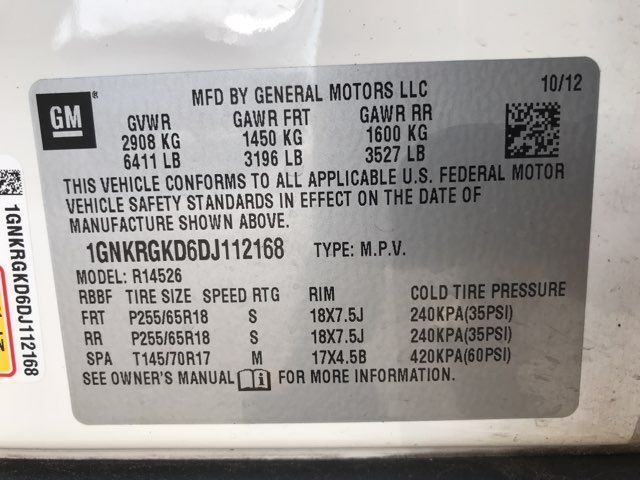 MFD BY GENERAL MOTORS LLC 10/12
GM ®
GVWR GAWR FRT GAWR RR
2908 KG 1450 KG 1600 KG
6411 LB 3196 LB 3527 LB
THIS VEHICLE CONFORMS TO ALL APPLICABLE U.S. FEDERAL MOTOR
VEHICLE SAFETY STANDARDS IN EFFECT ON THE DATE OF
MANUFACTURE SHOWN ABOVE.
1GNKRGKD6DJ112168 TYPE: M.P.V.
MODEL: R14526
RBBF TIRE SIZE SPEED RTG RIM COLD TIRE PRESSURE
FRT P255/65R18 S 18X7.5J 240KPA(35PSI)
RR P255/65R18 S 18X7.5J 240KPA(35PSI)
SPA T145/70R17 M 17X4.5B 420KPA(60PSI)
SEE OWNER'S MANUAL FOR MORE INFORMATION.
1GNKRGKD6DJ112168